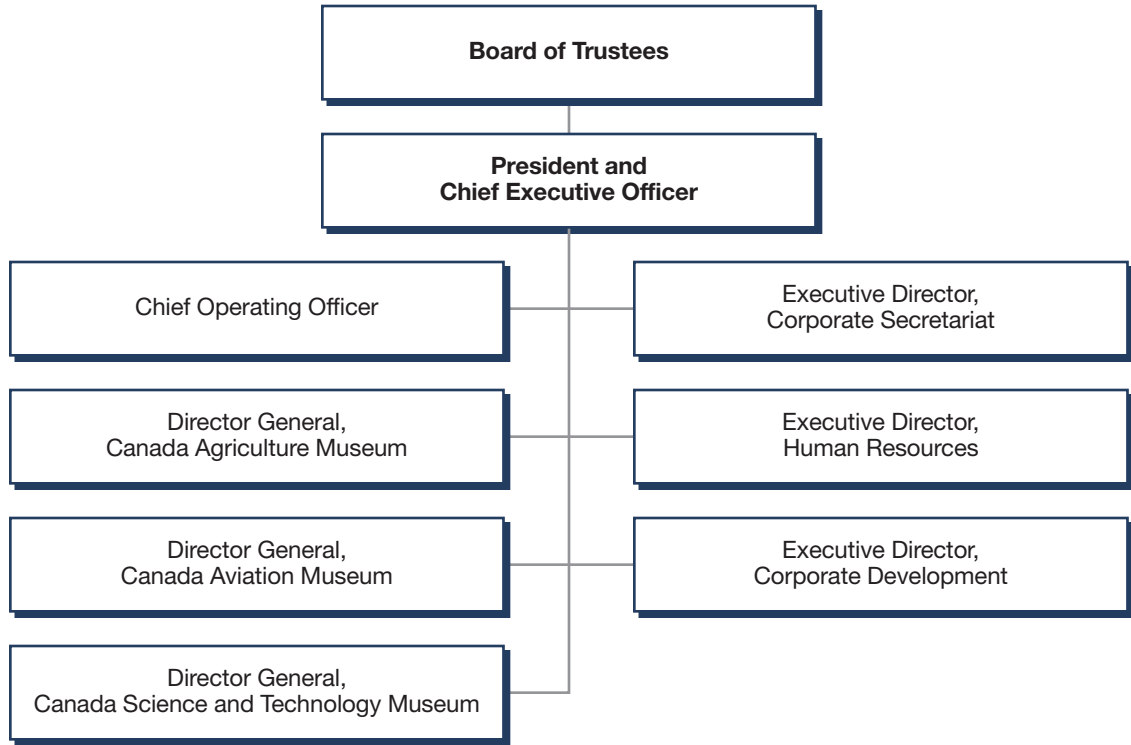 Board of Trustees
President and
Chief Executive Officer
Chief Operating Officer
Executive Director,
Corporate Secretariat
Director General,
Canada Agriculture Museum
Executive Director,
Human Resources
Director General,
Canada Aviation Museum
Executive Director,
Corporate Development
Director General,
Canada Science and Technology Museum